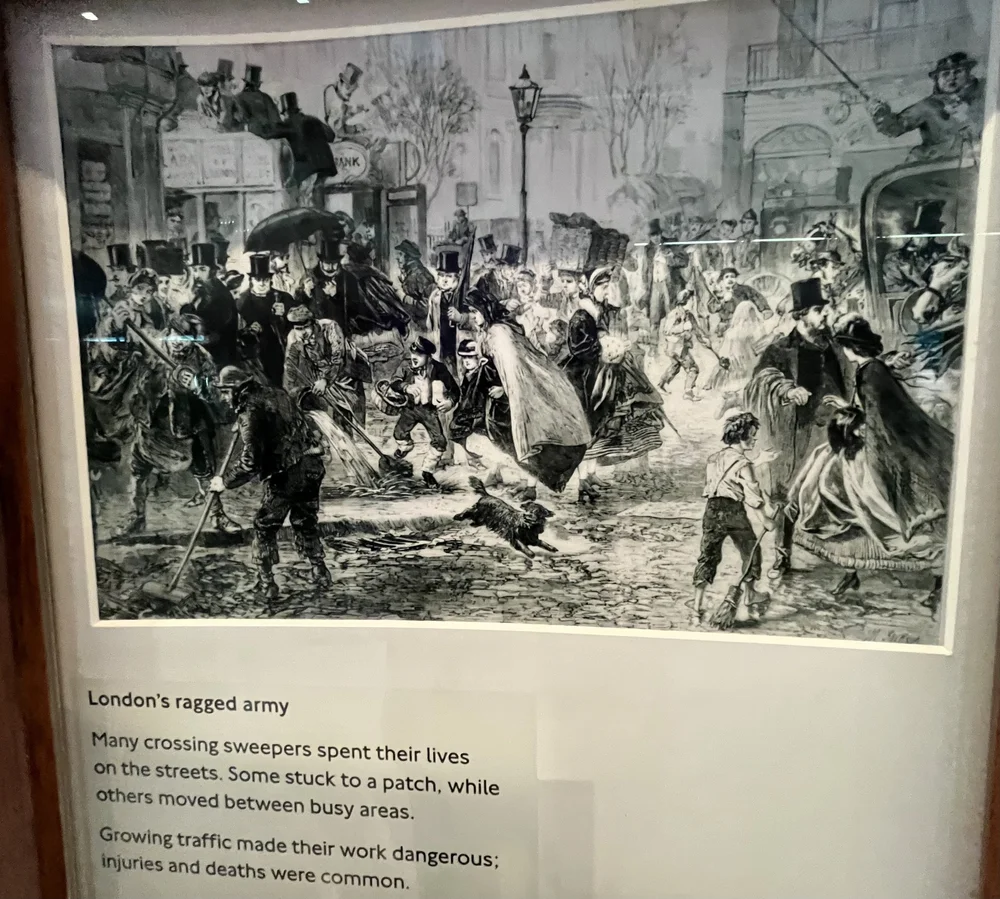 BANK
London's ragged army
Many crossing sweepers spent their lives
on the streets. Some stuck to a patch, while
others moved between busy areas.
Growing traffic made their work dangerous;
injuries and deaths were common.